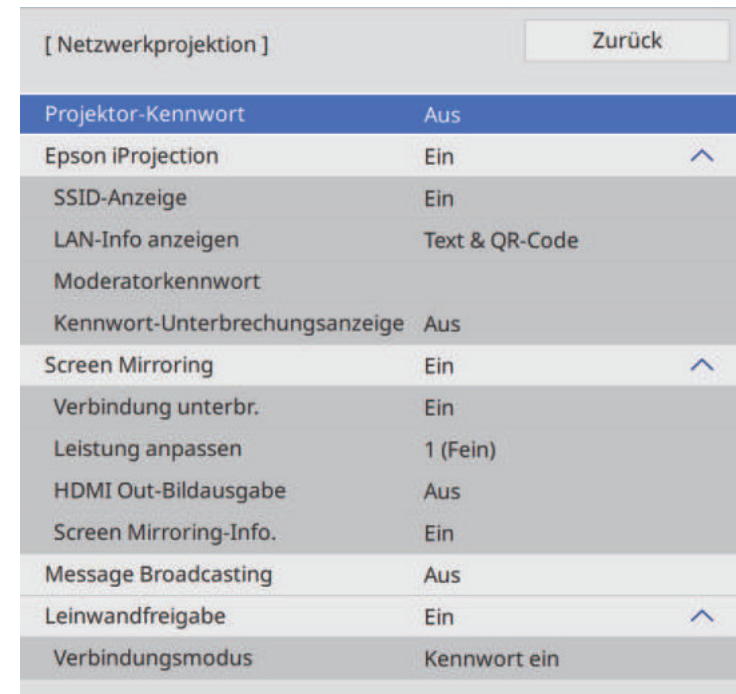 [ Netzwerkprojektion ] Zurück
Projektor-Kennwort Aus
Epson iProjection Ein
SSID-Anzeige Ein
LAN-Info anzeigen Text & QR-Code
Moderatorkennwort
Kennwort-Unterbrechungsanzeige Aus
Screen Mirroring Ein
Verbindung unterbr. Ein
Leistung anpassen 1 (Fein)
HDMI Out-Bildausgabe Aus
Screen Mirroring-Info. Ein
Message Broadcasting Aus
Leinwandfreigabe Ein
Verbindungsmodus Kennwort ein